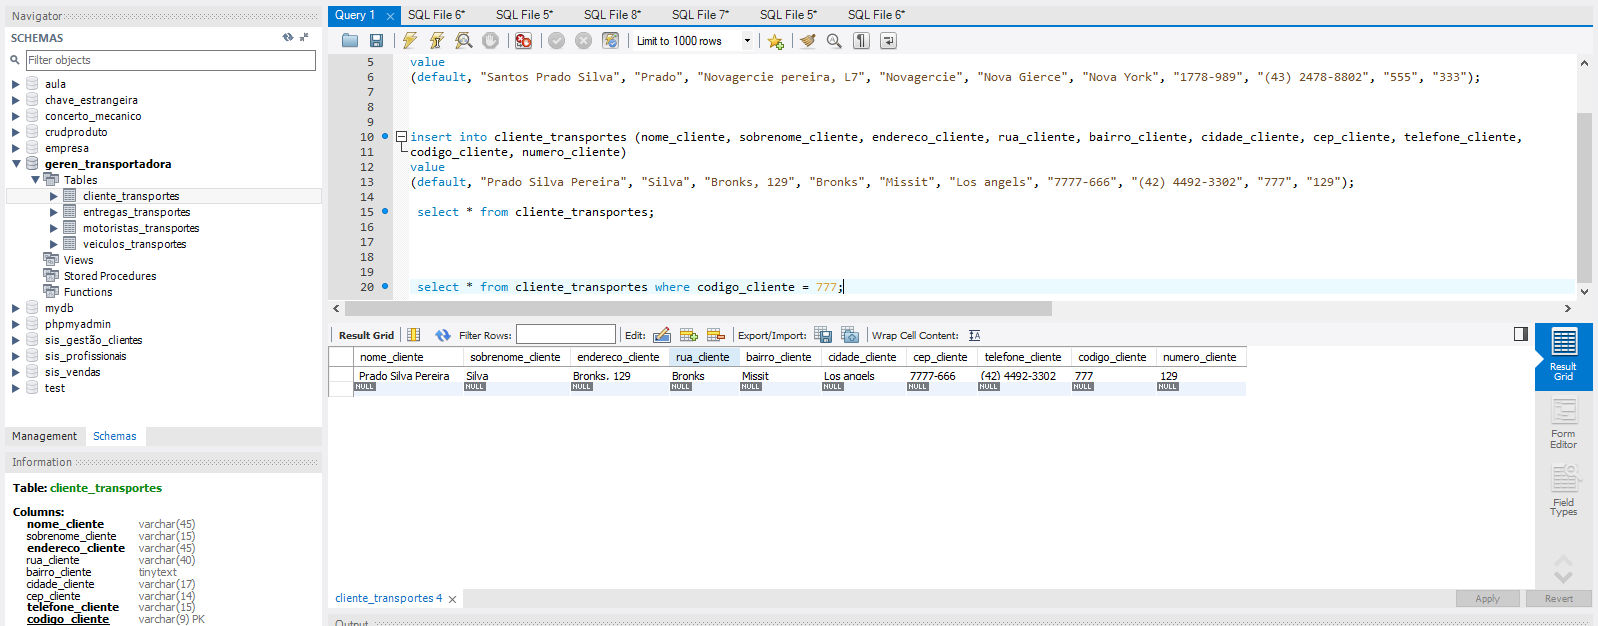 Navigator
SCHEMAS
Filter objects
aula
chave_estrangeira
concerto_mecanico
crudproduto
empresa
geren_transportadora
Tables
cliente_transportes
entregas_transportes
motoristas_transportes
veiculos_transportes
Views
Stored Procedures
Functions
mydb
phpmyadmin
sis_gestão_clientes
sis_profissionais
sis_vendas
test
Management Schemas
Information
Table: cliente_transportes
Columns:
nome_cliente varchar(45)
sobrenome_cliente varchar(15)
endereco_cliente varchar(45)
rua_cliente varchar(40)
bairro_cliente tinytext
cidade_cliente varchar(17)
cep_cliente varchar(14)
telefone_cliente varchar(15)
codigo_cliente varchar(9) PK
Query 1 SQL File 6* SQL File 5* SQL File 8* SQL File 7* SQL File 5* SQL File 6*
Limit to 1000 rows
5 value
6 (default, "Santos Prado Silva", "Prado", "Novagercie pereira, L7", "Novagercie", "Nova Gierce", "Nova York", "1778-989", "(43) 2478-8802", "555", "333");
7
8
9
10 insert into cliente_transportes (nome_cliente, sobrenome_cliente, endereco_cliente, rua_cliente, bairro_cliente, cidade_cliente, cep_cliente, telefone_cliente,
11 codigo_cliente, numero_cliente)
12 value
13 (default, "Prado Silva Pereira", "Silva", "Bronks, 129", "Bronks", "Missit", "Los angels", "7777-666", "(42) 4492-3302", "777", "129");
14
15 select * from cliente_transportes;
16
17
18
19
20 select * from cliente_transportes where codigo_cliente = 777;
Result Grid Filter Rows: Edit: Export/Import: Wrap Cell Content:
nome_cliente sobrenome_cliente endereco_cliente rua_cliente bairro_cliente cidade_cliente cep_cliente telefone_cliente codigo_cliente numero_cliente
Prado Silva Pereira Silva Bronks, 129 Bronks Missit Los angels 7777-666 (42) 4492-3302 777 129
NULL NULL NULL NULL NULL NULL NULL NULL NULL NULL
Result
Grid
Form
Editor
Field
Types
cliente_transportes 4
Apply Revert
Output